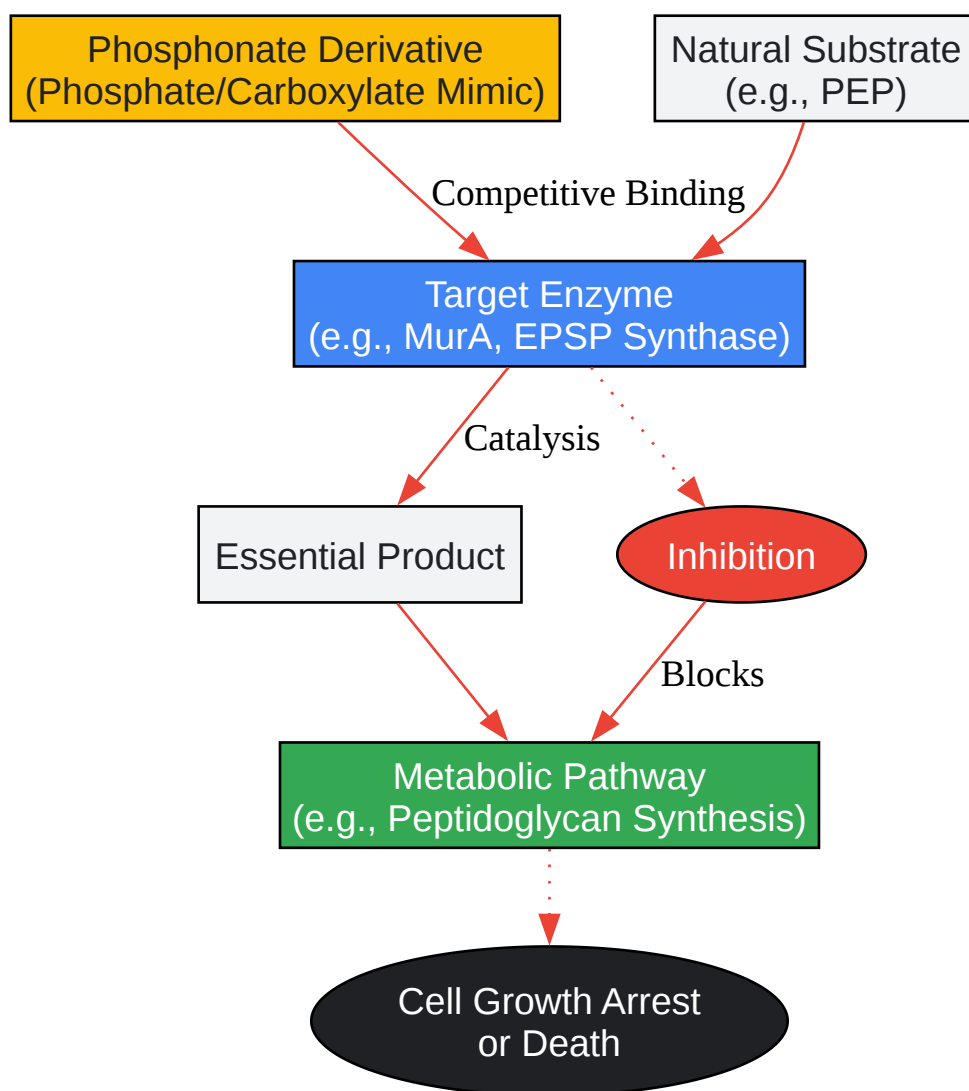 Phosphonate Derivative
(Phosphate/Carboxylate Mimic)
Natural Substrate
(e.g., PEP)
Competitive Binding
Target Enzyme
(e.g., MurA, EPSP Synthase)
Catalysis
Essential Product
Inhibition
Blocks
Metabolic Pathway
(e.g., Peptidoglycan Synthesis)
Cell Growth Arrest
or Death